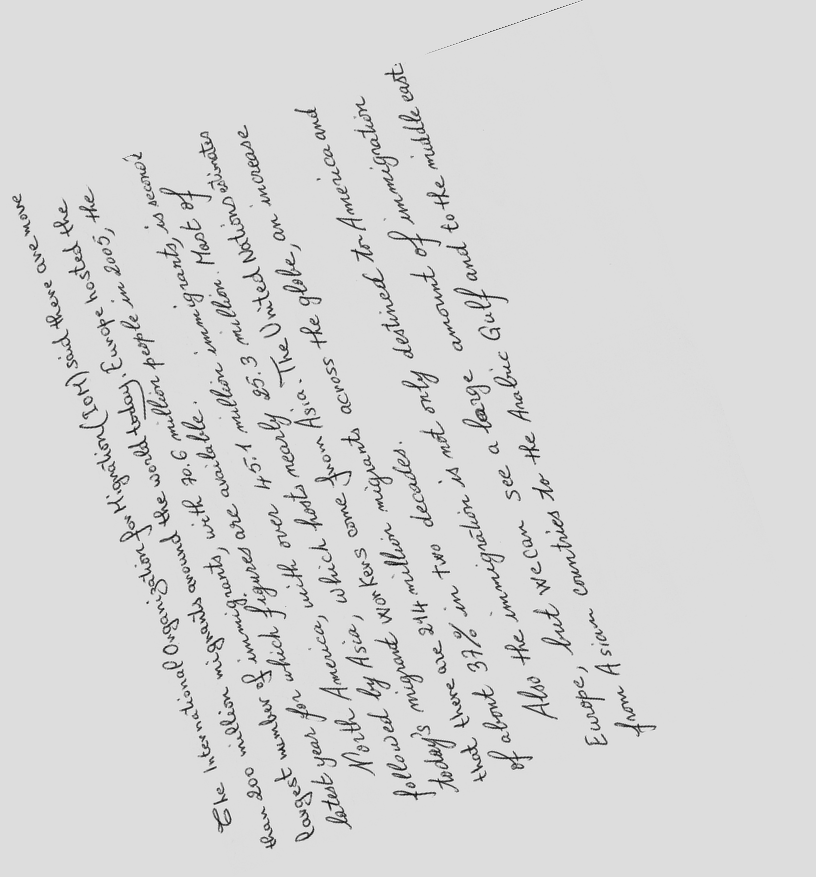 The International Organization for Migration (IOM) said there are more
than 200 million migrants around the world today. Europe hosted the
largest number of immigrants, with 70.6 million people in 2005, the
latest year for which figures are available.
North America, with over 45.1 million immigrants, is second
followed by Asia, which hosts nearly 25.3 million. Most of
today's migrant workers come from Asia. The United Nations estimates
that there are 214 million migrants across the globe, an increase
of about 37% in two decades.
Also the immigration is not only destined to America and
Europe, but we can see a large amount of immigration
from Asian countries to the Arabic Gulf and to the middle east.